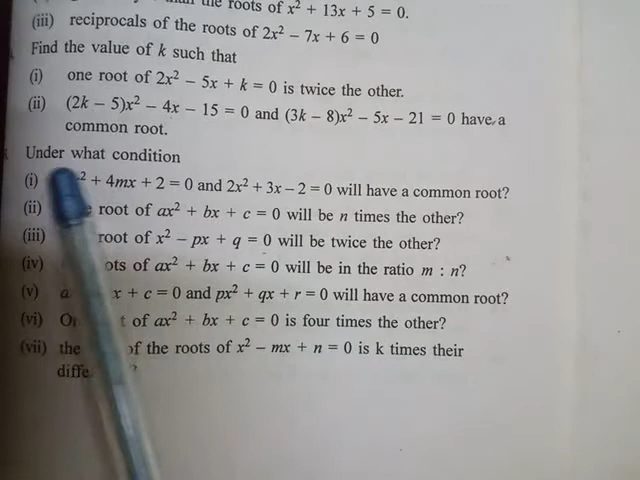 the roots of x² + 13x + 5 = 0.
(iii) reciprocals of the roots of 2x² − 7x + 6 = 0
Find the value of k such that
(i) one root of 2x² − 5x + k = 0 is twice the other.
(ii) (2k − 5)x² − 4x − 15 = 0 and (3k − 8)x² − 5x − 21 = 0 have a
common root.
Under what condition
(i) ² + 4mx + 2 = 0 and 2x² + 3x − 2 = 0 will have a common root?
(ii) root of ax² + bx + c = 0 will be n times the other?
(iii) root of x² − px + q = 0 will be twice the other?
(iv) ots of ax² + bx + c = 0 will be in the ratio m : n?
(v) a x + c = 0 and px² + qx + r = 0 will have a common root?
(vi) O t of ax² + bx + c = 0 is four times the other?
(vii) the of the roots of x² − mx + n = 0 is k times their
diffe ?